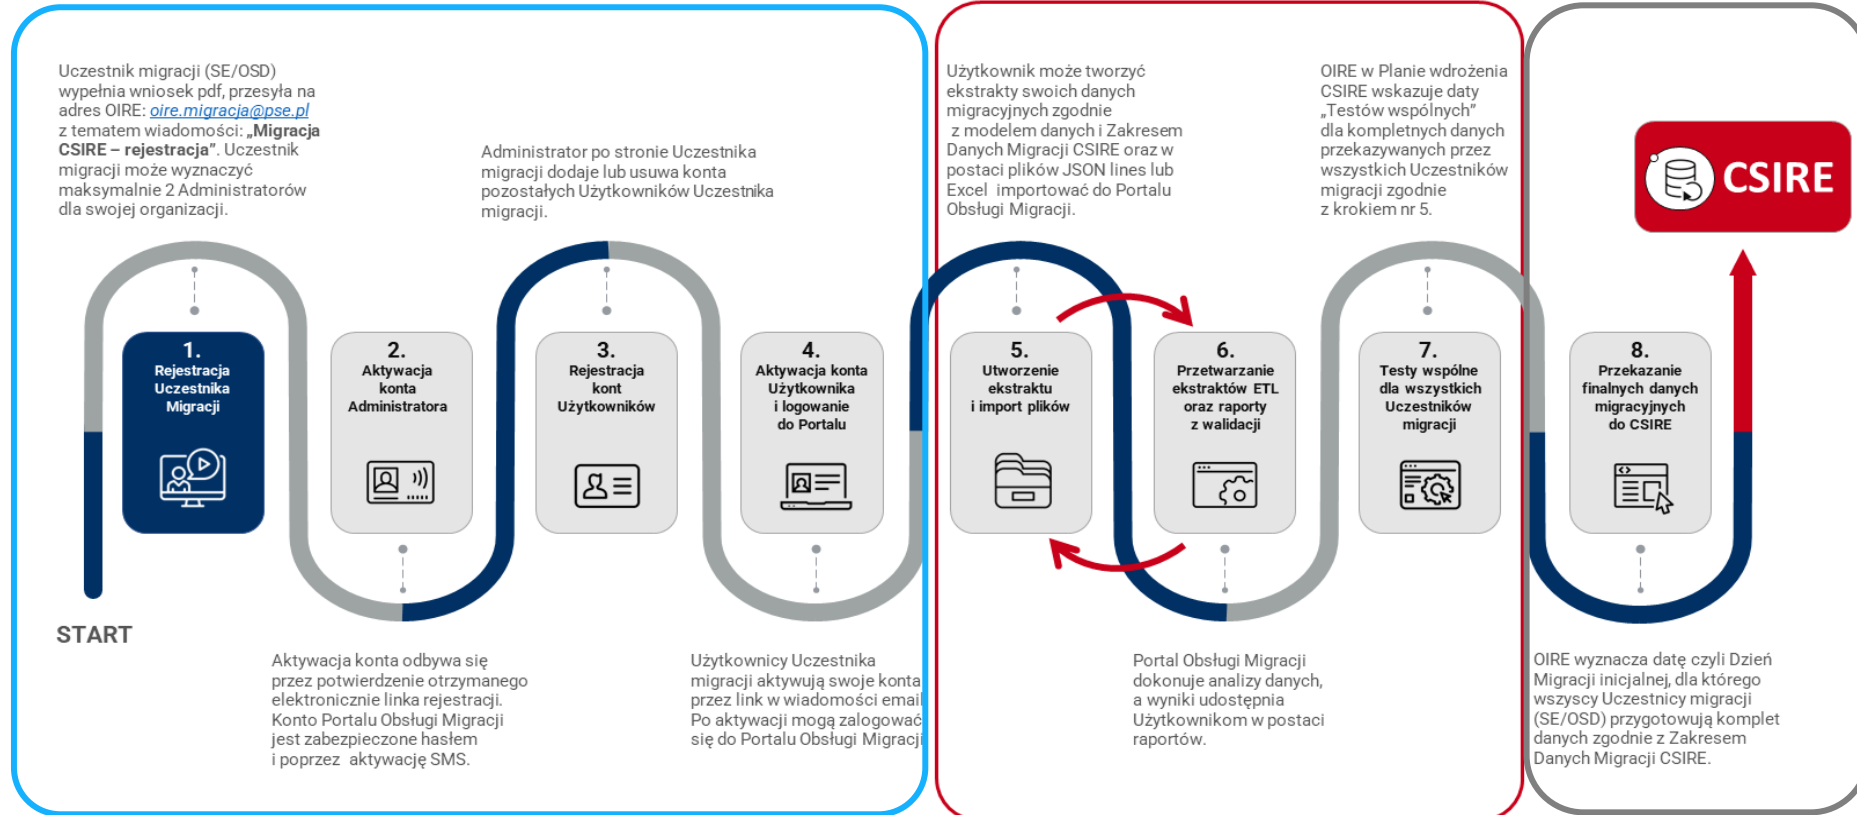 Uczestnik migracji (SE/OSD)
wypełnia wniosek pdf, przesyła na
adres OIRE: oire.migracja@pse.pl
z tematem wiadomości: „Migracja
CSIRE – rejestracja”. Uczestnik
migracji może wyznaczyć
maksymalnie 2 Administratorów
dla swojej organizacji.
Administrator po stronie Uczestnika
migracji dodaje lub usuwa konta
pozostałych Użytkowników Uczestnika
migracji.
Użytkownik może tworzyć
ekstrakty swoich danych
migracyjnych zgodnie
z modelem danych i Zakresem
Danych Migracji CSIRE oraz w
postaci plików JSON lines lub
Excel importować do Portalu
Obsługi Migracji.
OIRE w Planie wdrożenia
CSIRE wskazuje daty
„Testów wspólnych”
dla kompletnych danych
przekazywanych przez
wszystkich Uczestników
migracji zgodnie
z krokiem nr 5.
CSIRE
1.
Rejestracja
Uczestnika
Migracji
2.
Aktywacja
konta
Administratora
3.
Rejestracja
kont
Użytkowników
4.
Aktywacja konta
Użytkownika
i logowanie
do Portalu
5.
Utworzenie
ekstraktu
i import plików
6.
Przetwarzanie
ekstraktów ETL
oraz raporty
z walidacji
7.
Testy wspólne
dla wszystkich
Uczestników
migracji
8.
Przekazanie
finalnych danych
migracyjnych
do CSIRE
START
Aktywacja konta odbywa się
przez potwierdzenie otrzymanego
elektronicznie linka rejestracji.
Konto Portalu Obsługi Migracji
jest zabezpieczone hasłem
i poprzez aktywację SMS.
Użytkownicy Uczestnika
migracji aktywują swoje konta
przez link w wiadomości email
Po aktywacji mogą zalogować
się do Portalu Obsługi Migracji
Portal Obsługi Migracji
dokonuje analizy danych,
a wyniki udostępnia
Użytkownikom w postaci
raportów.
OIRE wyznacza datę czyli Dzień
Migracji inicjalnej, dla którego
wszyscy Uczestnicy migracji
(SE/OSD) przygotowują komplet
danych zgodnie z Zakresem
Danych Migracji CSIRE.